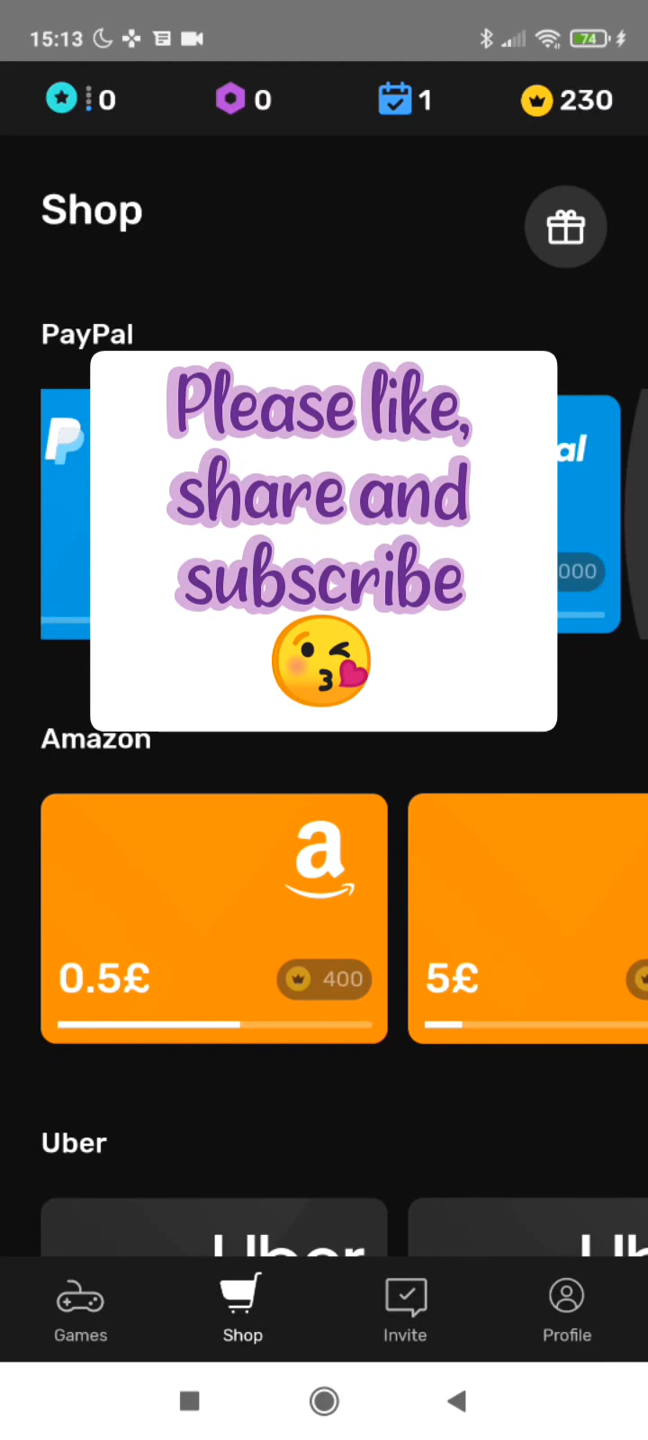 15:13
74
0
0
1
230
Shop
PayPal
Please like,
share and
subscribe
al
000
Amazon
a
0.5£
400
5£
Uber
Uber
Games
Shop
Invite
Profile